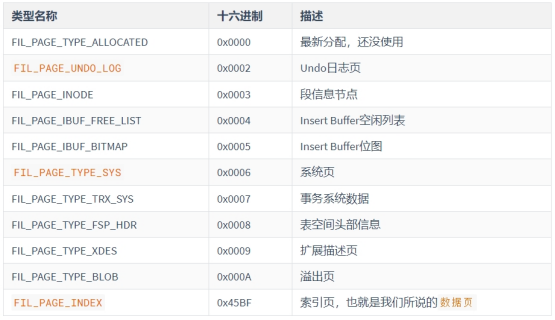 类型名称 十六进制 描述
FIL_PAGE_TYPE_ALLOCATED 0x0000 最新分配，还没使用
FIL_PAGE_UNDO_LOG 0x0002 Undo日志页
FIL_PAGE_INODE 0x0003 段信息节点
FIL_PAGE_IBUF_FREE_LIST 0x0004 Insert Buffer空闲列表
FIL_PAGE_IBUF_BITMAP 0x0005 Insert Buffer位图
FIL_PAGE_TYPE_SYS 0x0006 系统页
FIL_PAGE_TYPE_TRX_SYS 0x0007 事务系统数据
FIL_PAGE_TYPE_FSP_HDR 0x0008 表空间头部信息
FIL_PAGE_TYPE_XDES 0x0009 扩展描述页
FIL_PAGE_TYPE_BLOB 0x000A 溢出页
FIL_PAGE_INDEX 0x45BF 索引页，也就是我们所说的 数据页